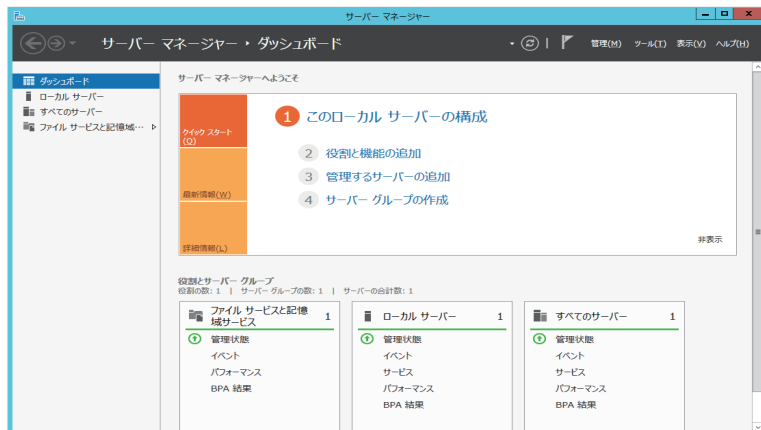 サーバー マネージャー
サーバー マネージャー ・ ダッシュボード
管理(M) ツール(T) 表示(V) ヘルプ(H)
ダッシュボード
ローカル サーバー
すべてのサーバー
ファイル サービスと記憶域…
サーバー マネージャーへようこそ
クイック スタート
(Q)
最新情報(W)
詳細情報(L)
1 このローカル サーバーの構成
2 役割と機能の追加
3 管理するサーバーの追加
4 サーバー グループの作成
非表示
役割とサーバー グループ
役割の数: 1 | サーバー グループの数: 1 | サーバーの合計数: 1
ファイル サービスと記憶
域サービス 1
管理状態
イベント
パフォーマンス
BPA 結果
ローカル サーバー 1
管理状態
イベント
サービス
パフォーマンス
BPA 結果
すべてのサーバー 1
管理状態
イベント
サービス
パフォーマンス
BPA 結果